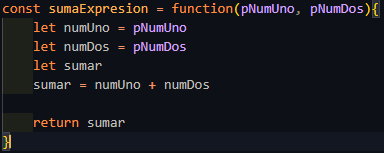 const sumaExpresion = function(pNumUno, pNumDos){
    let numUno = pNumUno
    let numDos = pNumDos
    let sumar
    sumar = numUno + numDos

    return sumar
}